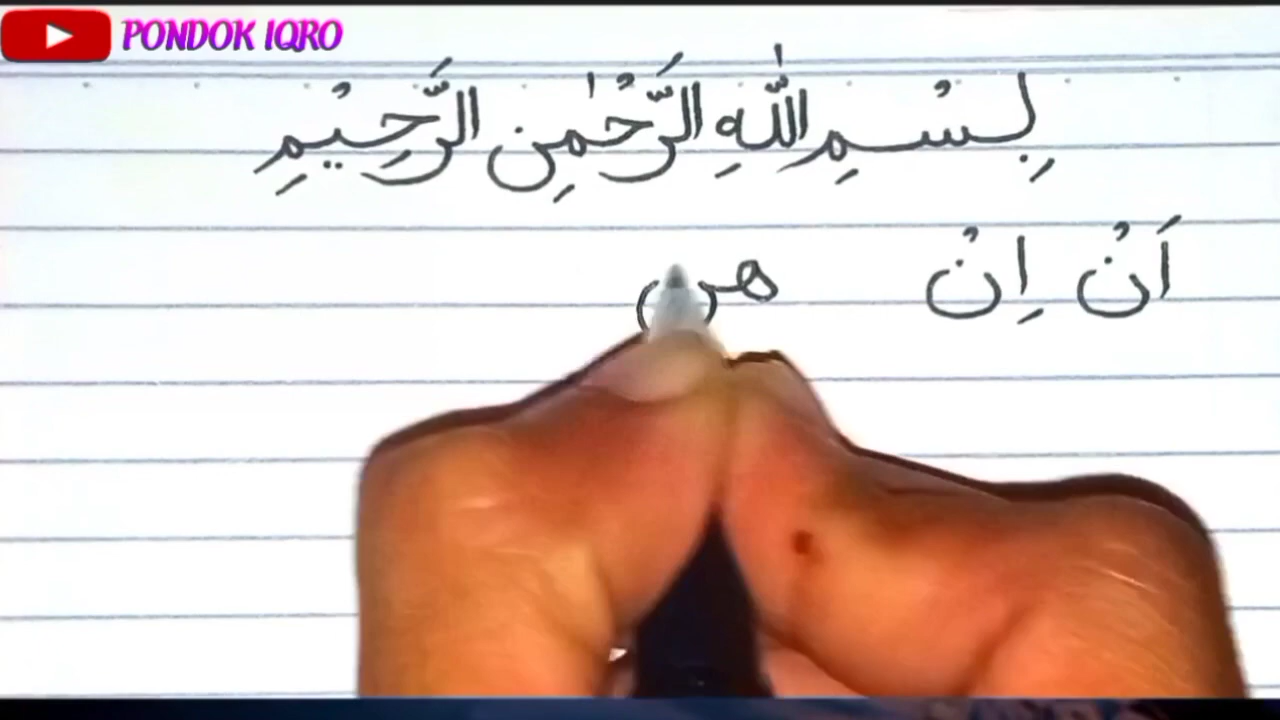 PONDOK IQRO
بِسْمِ اللّٰهِ الرَّحْمٰنِ الرَّحِيْمِ
اَنْ اِنْ